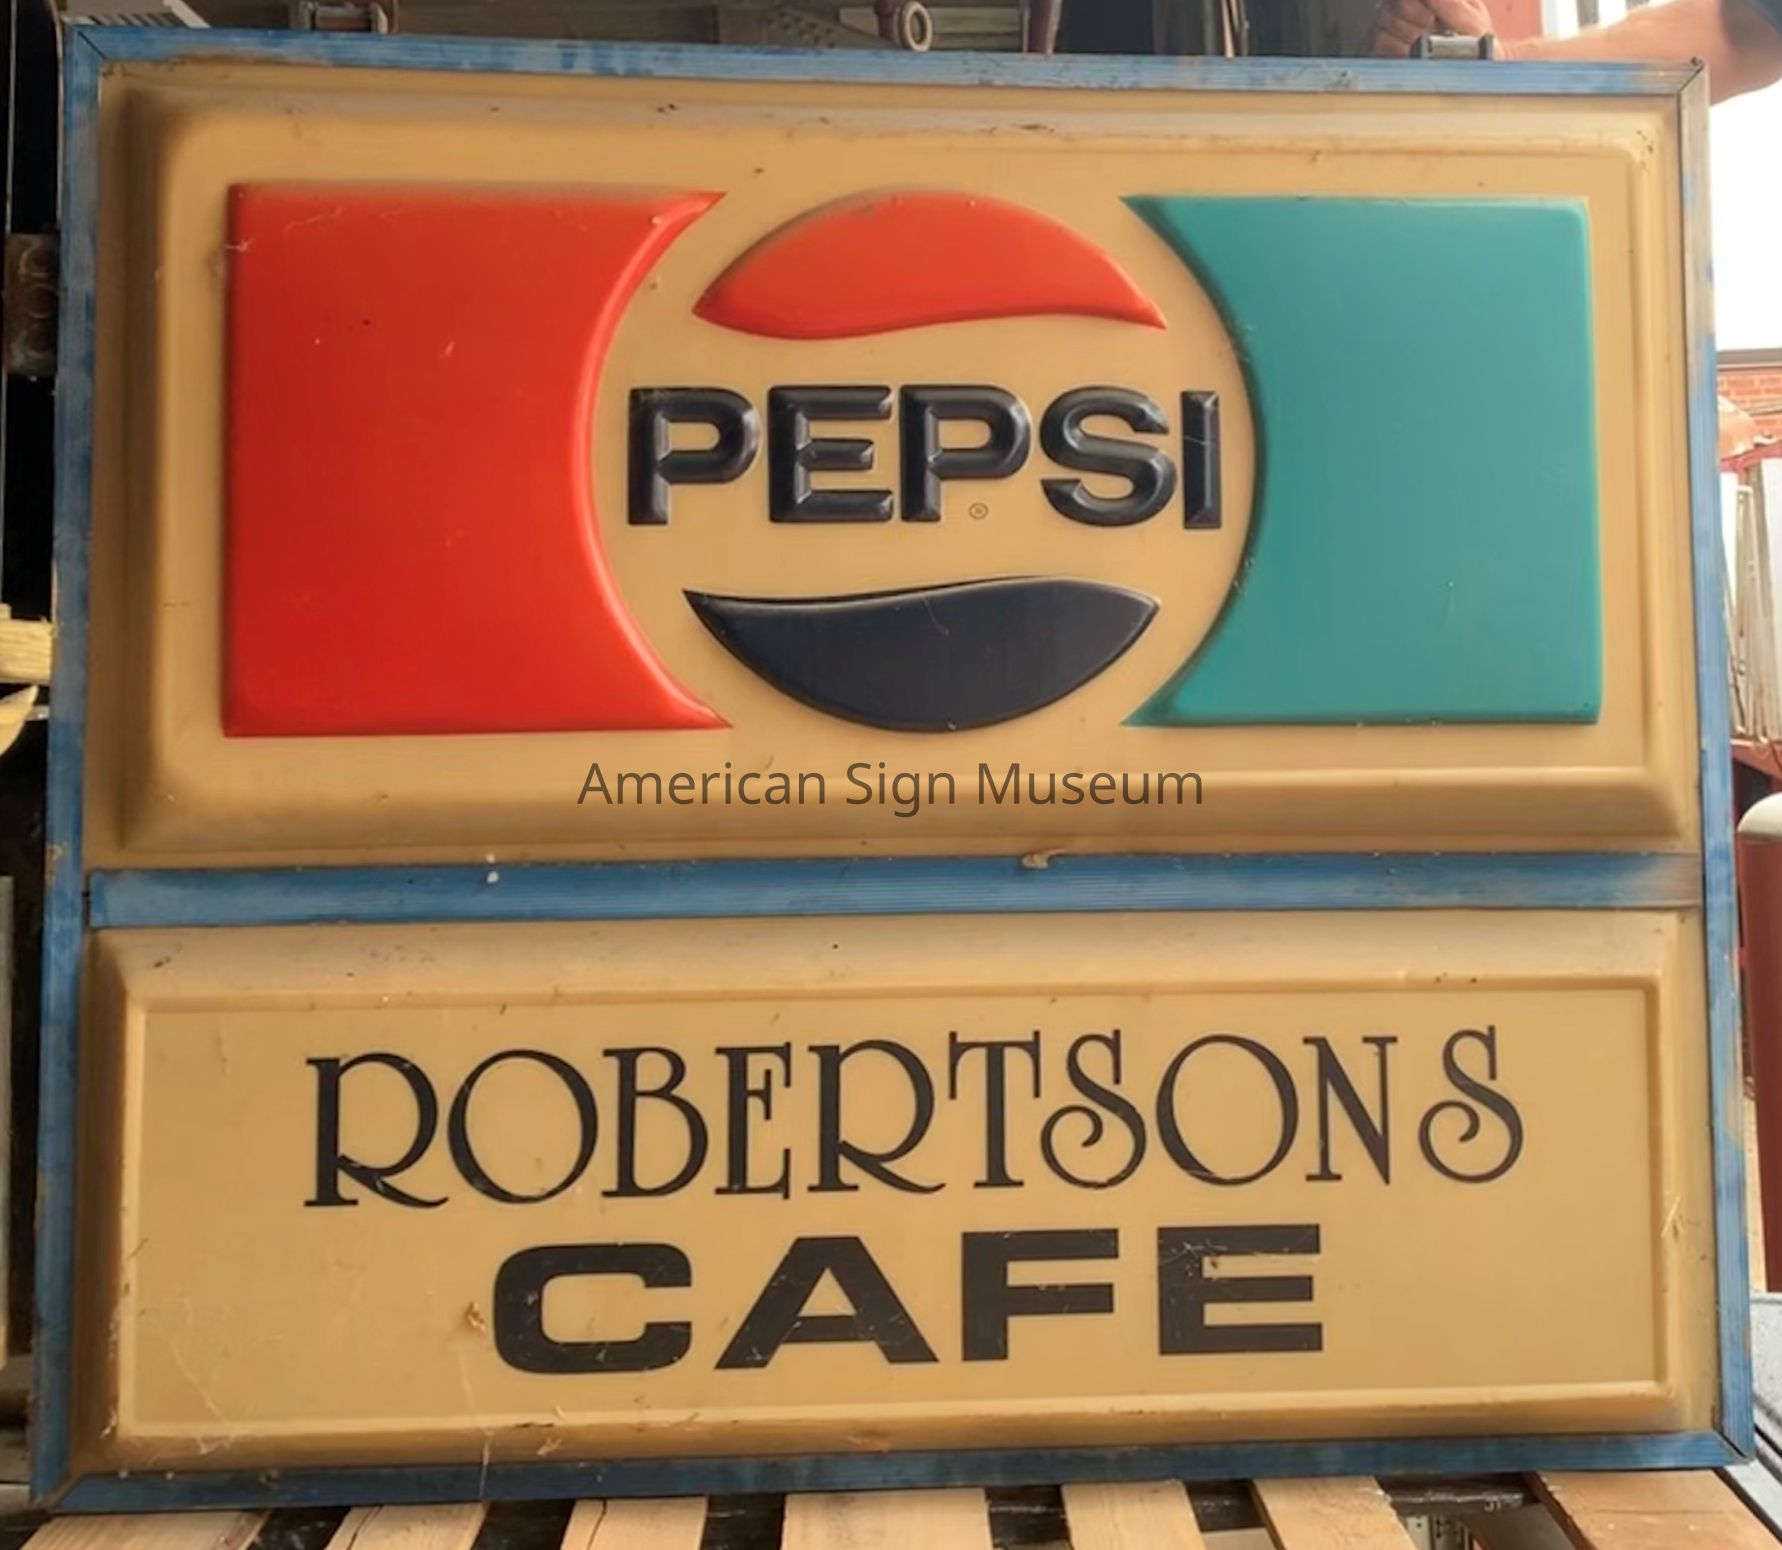 PEPSI
®
American Sign Museum
ROBERTSONS
CAFE